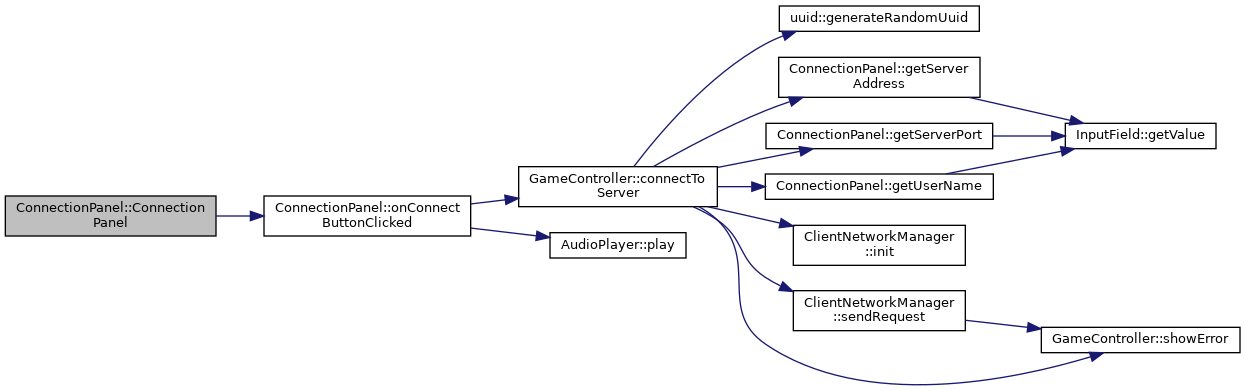 ConnectionPanel::Connection
Panel
ConnectionPanel::onConnect
ButtonClicked
GameController::connectTo
Server
AudioPlayer::play
uuid::generateRandomUuid
ConnectionPanel::getServer
Address
ConnectionPanel::getServerPort
ConnectionPanel::getUserName
ClientNetworkManager
::init
ClientNetworkManager
::sendRequest
InputField::getValue
GameController::showError